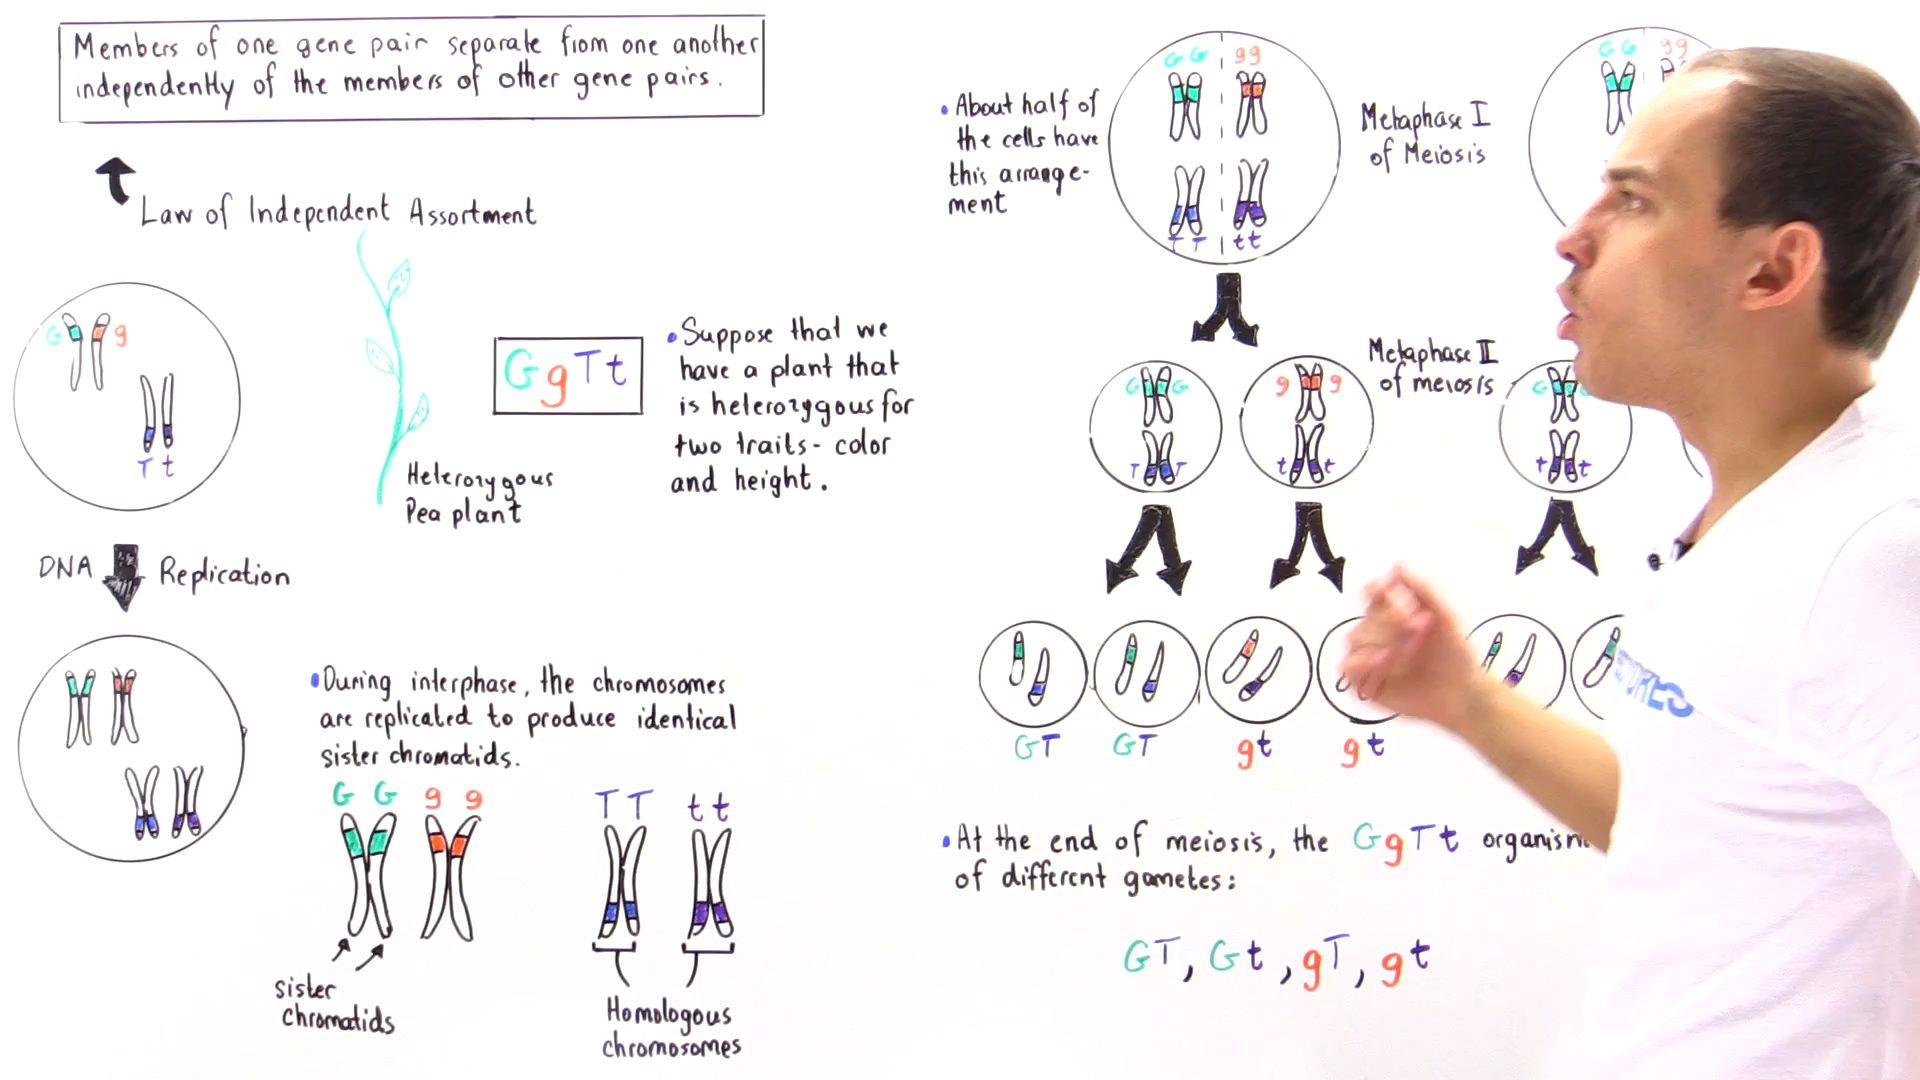 Members of one gene pair separate from one another
independently of the members of other gene pairs.
Law of Independent Assortment
G g
T t
GgTt
Heterozygous
Pea plant
• Suppose that we
have a plant that
is heterozygous for
two traits - color
and height.
DNA Replication
• During interphase, the chromosomes
are replicated to produce identical
sister chromatids.
G G g g
T T t t
sister
chromatids
Homologous
chromosomes
• About half of
the cells have
this arrange-
ment
G G g g
T T t t
Metaphase I
of Meiosis
G G g g
Metaphase II
of meiosis
G G
T T
g g
t t
G
t t
GT GT gt gt
• At the end of meiosis, the GgTt organism
of different gametes:
GT, Gt, gT, gt